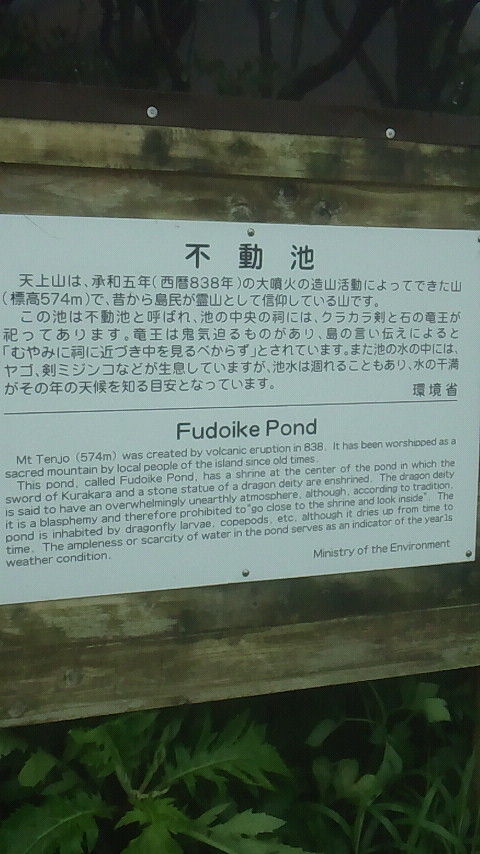 不動池
天上山は、承和五年(西暦838年)の大噴火の造山活動によってできた山
(標高574m)で、昔から島民が霊山として信仰している山です。
この池は不動池と呼ばれ、池の中央の祠には、クラカラ剣と石の竜王が
祀ってあります。竜王は鬼気迫るものがあり、島の言い伝えによると
「むやみに祠に近づき中を見るべからず」とされています。また池の水の中には、
ヤゴ、剣ミジンコなどが生息していますが、池水は涸れることもあり、水の干満
がその年の天候を知る目安となっています。
環境省
Fudoike Pond
Mt Tenjo (574m) was created by volcanic eruption in 838. It has been worshipped as a
sacred mountain by local people of the island since old times.
This pond, called Fudoike Pond, has a shrine at the center of the pond in which the
sword of Kurakara and a stone statue of a dragon deity are enshrined. The dragon deity
is said to have an overwhelmingly unearthly atmosphere, although, according to tradition,
it is a blasphemy and therefore prohibited to "go close to the shrine and look inside". The
pond is inhabited by dragonfly larvae, copepods, etc, although it dries up from time to
time. The ampleness or scarcity of water in the pond serves as an indicator of the year's
weather condition.
Ministry of the Environment